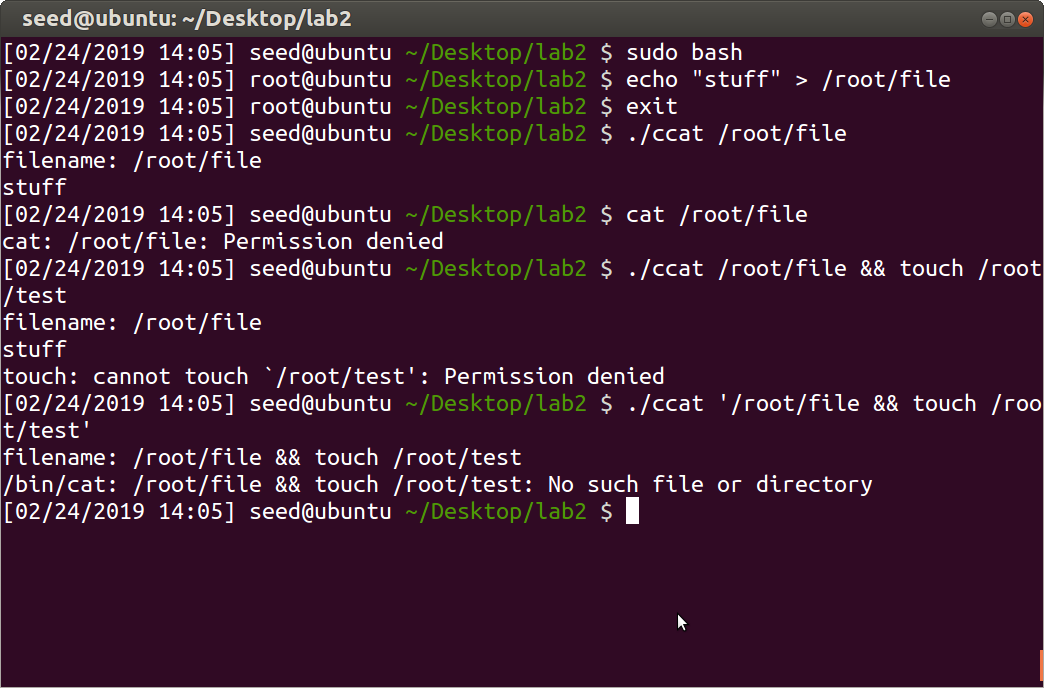 seed@ubuntu: ~/Desktop/lab2
[02/24/2019 14:05] seed@ubuntu ~/Desktop/lab2 $ sudo bash
[02/24/2019 14:05] root@ubuntu ~/Desktop/lab2 $ echo "stuff" > /root/file
[02/24/2019 14:05] root@ubuntu ~/Desktop/lab2 $ exit
[02/24/2019 14:05] seed@ubuntu ~/Desktop/lab2 $ ./ccat /root/file
filename: /root/file
stuff
[02/24/2019 14:05] seed@ubuntu ~/Desktop/lab2 $ cat /root/file
cat: /root/file: Permission denied
[02/24/2019 14:05] seed@ubuntu ~/Desktop/lab2 $ ./ccat /root/file && touch /root
/test
filename: /root/file
stuff
touch: cannot touch `/root/test': Permission denied
[02/24/2019 14:05] seed@ubuntu ~/Desktop/lab2 $ ./ccat '/root/file && touch /roo
t/test'
filename: /root/file && touch /root/test
/bin/cat: /root/file && touch /root/test: No such file or directory
[02/24/2019 14:05] seed@ubuntu ~/Desktop/lab2 $